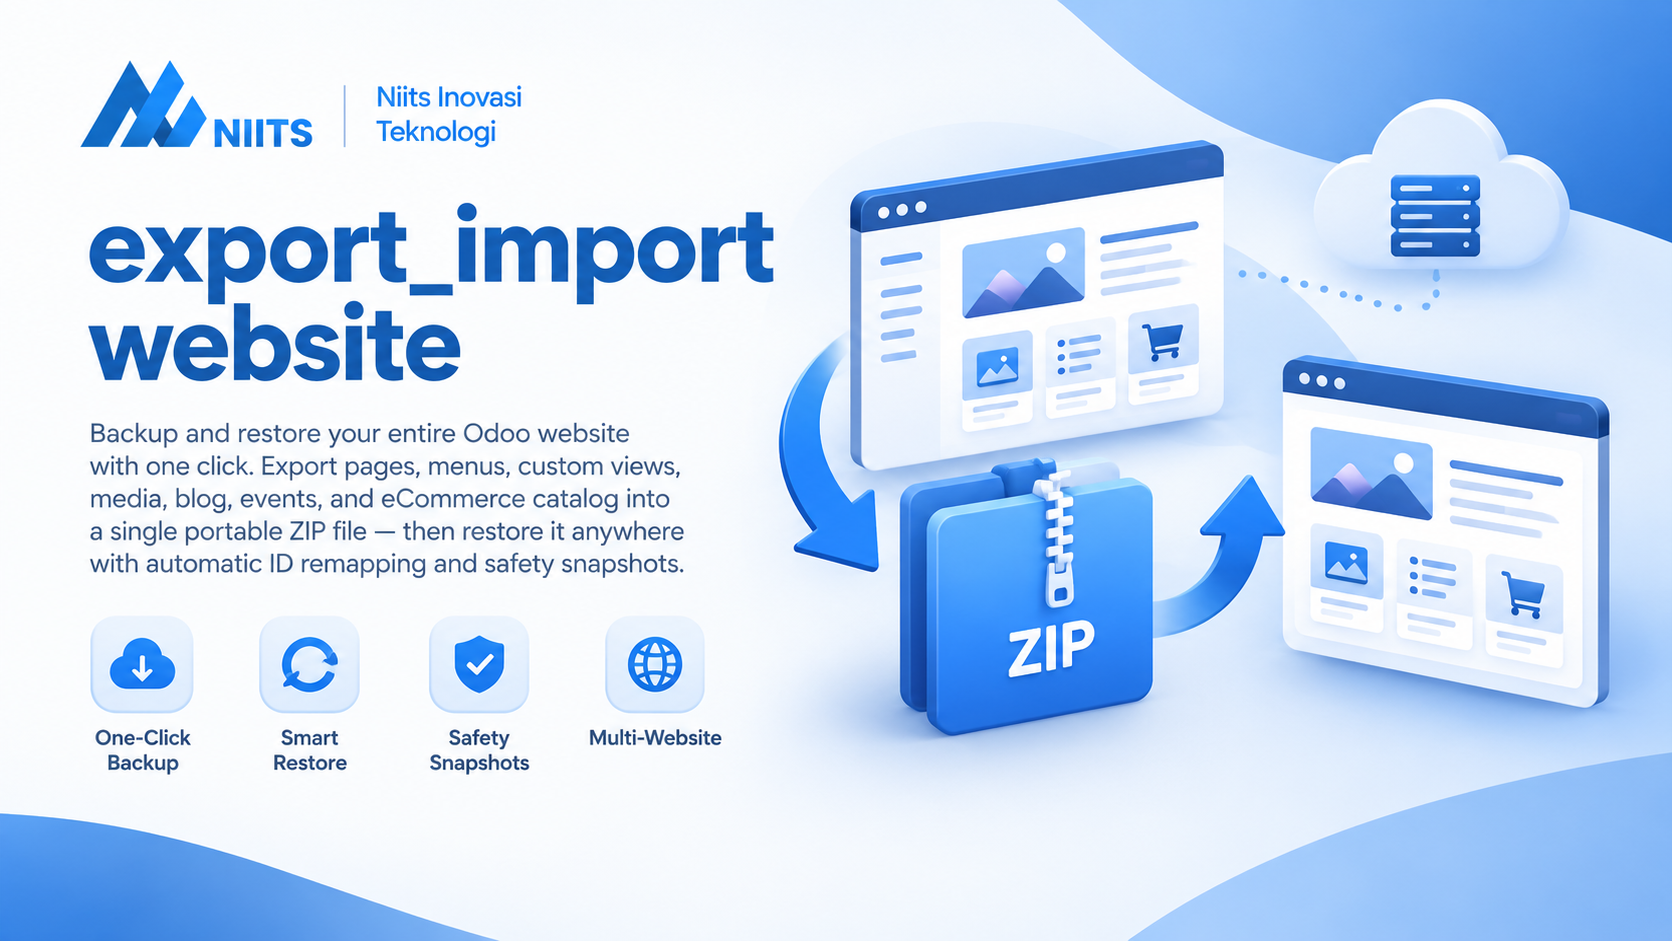 NIITS
Niits Inovasi
Teknologi
export_import
website
Backup and restore your entire Odoo website
with one click. Export pages, menus, custom views,
media, blog, events, and eCommerce catalog into
a single portable ZIP file — then restore it anywhere
with automatic ID remapping and safety snapshots.
One-Click
Backup
Smart
Restore
Safety
Snapshots
Multi-Website
ZIP